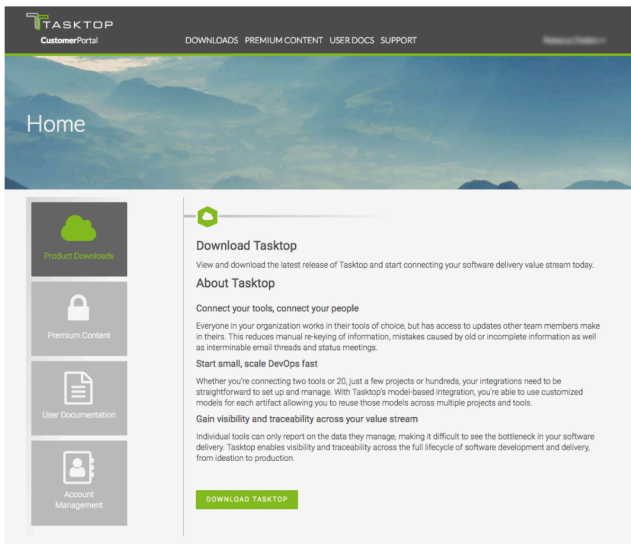 TASKTOP
CustomerPortal
DOWNLOADS PREMIUM CONTENT USER DOCS SUPPORT
Home
Product Downloads
Premium Content
User Documentation
Account
Management
Download Tasktop
View and download the latest release of Tasktop and start connecting your software delivery value stream today.
About Tasktop
Connect your tools, connect your people
Everyone in your organization works in their tools of choice, but has access to updates other team members make
in theirs. This reduces manual re-keying of information, mistakes caused by old or incomplete information as well
as interminable email threads and status meetings.
Start small, scale DevOps fast
Whether you're connecting two tools or 20, just a few projects or hundreds, your integrations need to be
straightforward to set up and manage. With Tasktop's model-based integration, you're able to use customized
models for each artifact allowing you to reuse those models across multiple projects and tools.
Gain visibility and traceability across your value stream
Individual tools can only report on the data they manage, making it difficult to see the bottleneck in your software
delivery. Tasktop enables visibility and traceability across the full lifecycle of software development and delivery,
from ideation to production.
DOWNLOAD TASKTOP